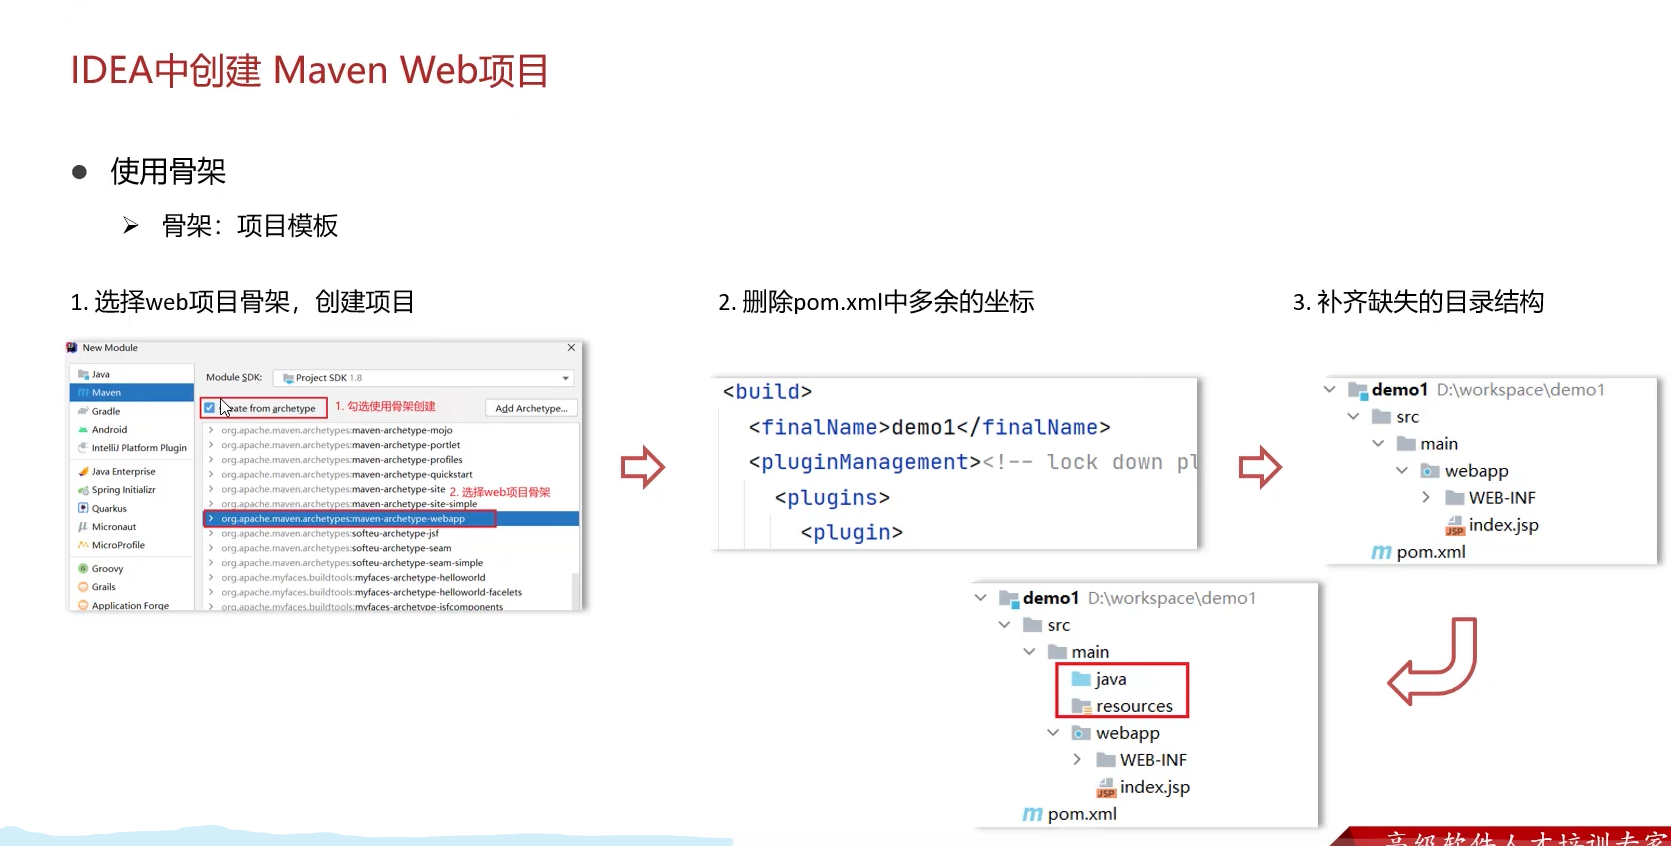 IDEA中创建 Maven Web项目
● 使用骨架
➢ 骨架：项目模板
1. 选择web项目骨架，创建项目
New Module
Java
Maven
Gradle
Android
IntelliJ Platform Plugin
Java Enterprise
Spring Initializr
Quarkus
Micronaut
MicroProfile
Groovy
Grails
Application Forge
Module SDK: Project SDK 1.8
ate from archetype 1. 勾选使用骨架创建 Add Archetype...
org.apache.maven.archetypes:maven-archetype-mojo
org.apache.maven.archetypes:maven-archetype-portlet
org.apache.maven.archetypes:maven-archetype-profiles
org.apache.maven.archetypes:maven-archetype-quickstart
org.apache.maven.archetypes:maven-archetype-site 2. 选择web项目骨架
org.apache.maven.archetypes:maven-archetype-site-simple
org.apache.maven.archetypes:maven-archetype-webapp
org.apache.maven.archetypes:softeu-archetype-jsf
org.apache.maven.archetypes:softeu-archetype-seam
org.apache.maven.archetypes:softeu-archetype-seam-simple
org.apache.myfaces.buildtools:myfaces-archetype-helloworld
org.apache.myfaces.buildtools:myfaces-archetype-helloworld-facelets
org.apache.myfaces.buildtools:myfaces-archetype-jsfcomponents
2. 删除pom.xml中多余的坐标
<build>
<finalName>demo1</finalName>
<pluginManagement><!-- lock down pl
<plugins>
<plugin>
3. 补齐缺失的目录结构
demo1 D:\workspace\demo1
src
main
webapp
WEB-INF
JSP index.jsp
m pom.xml
demo1 D:\workspace\demo1
src
main
java
resources
webapp
WEB-INF
JSP index.jsp
m pom.xml
高级软件人才培训专家